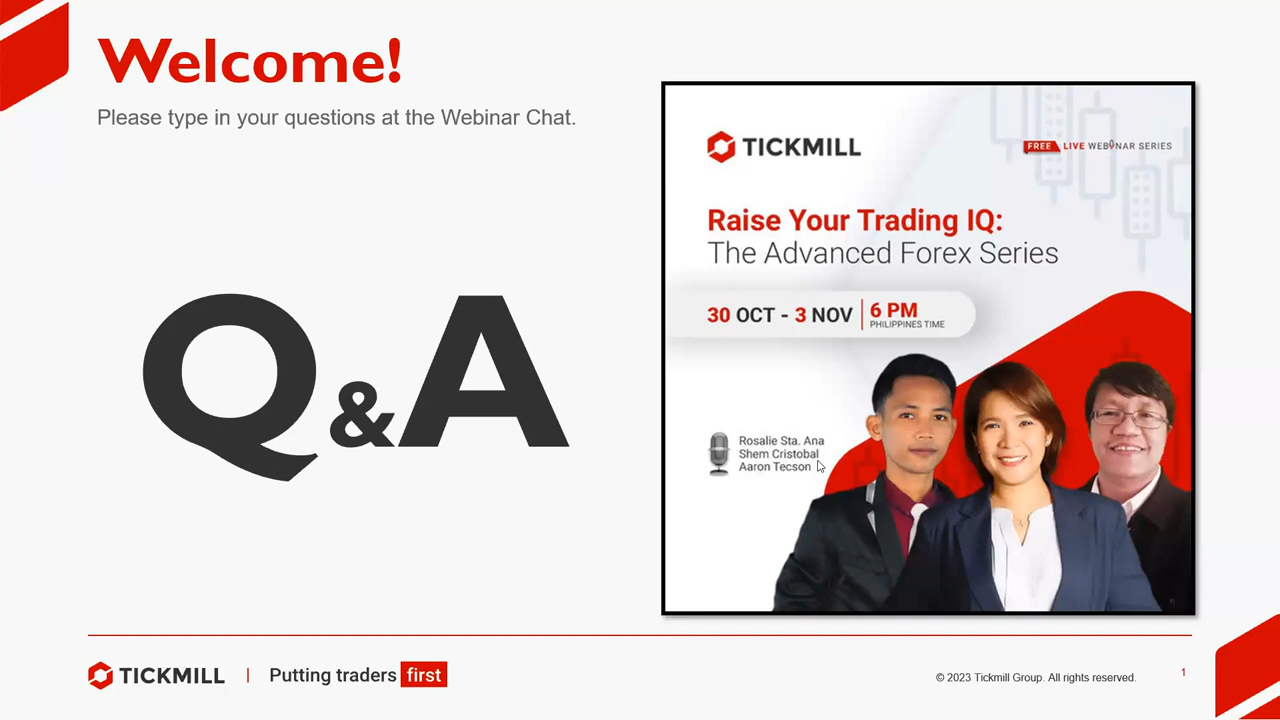 Welcome!
Please type in your questions at the Webinar Chat.
Q&A
TICKMILL
FREE LIVE WEBINAR SERIES
Raise Your Trading IQ:
The Advanced Forex Series
30 OCT - 3 NOV
6 PM
PHILIPPINES TIME
Rosalie Sta. Ana
Shem Cristobal
Aaron Tecson
TICKMILL | Putting traders first
© 2023 Tickmill Group. All rights reserved.
1